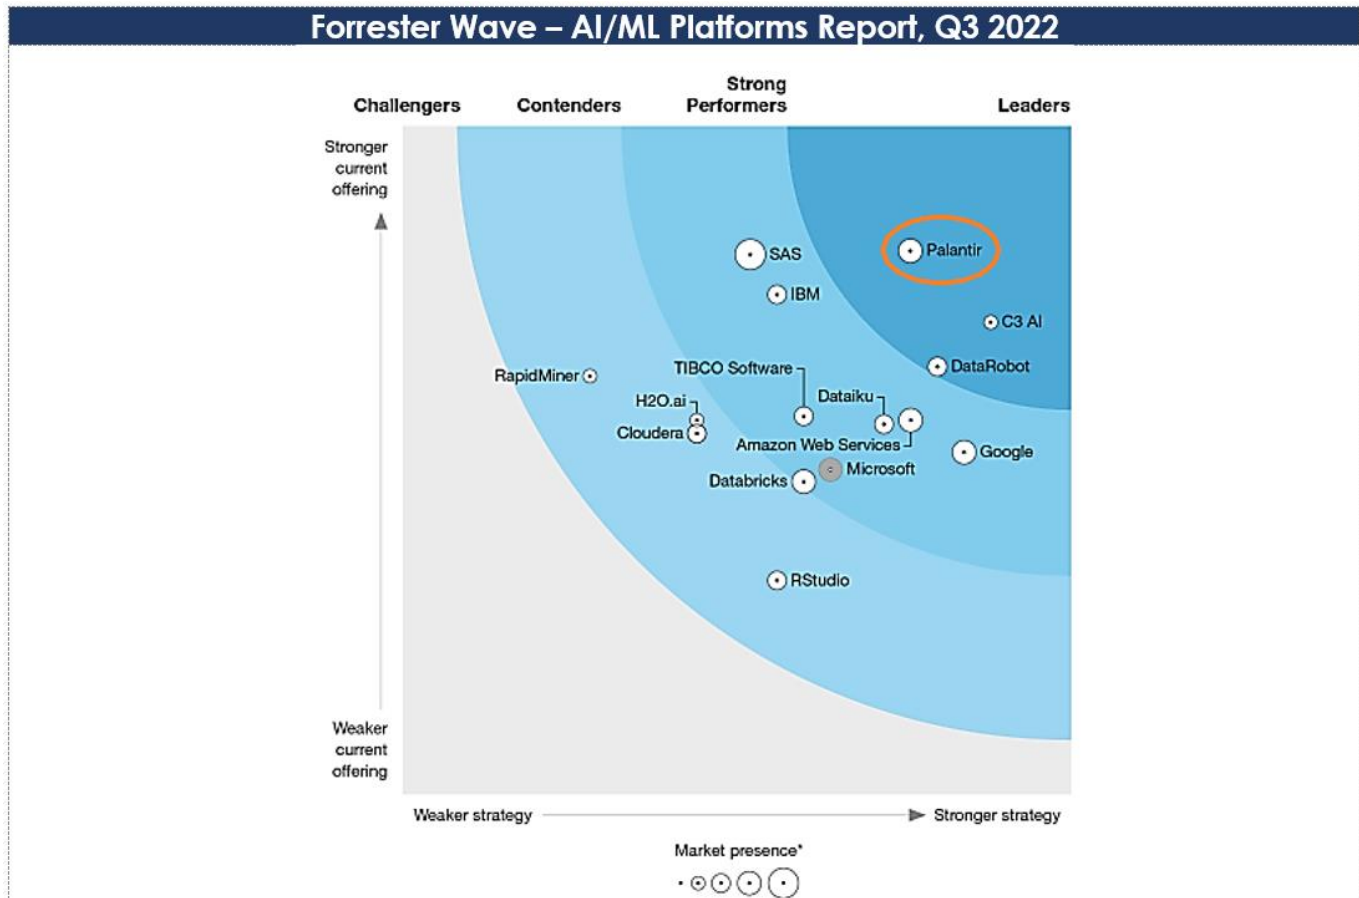 Forrester Wave – AI/ML Platforms Report, Q3 2022
Challengers
Contenders
Strong
Performers
Leaders
Stronger
current
offering
Palantir
SAS
IBM
C3 AI
TIBCO Software
DataRobot
RapidMiner
Dataiku
H2O.ai
Cloudera
Amazon Web Services
Google
Microsoft
Databricks
RStudio
Weaker
current
offering
Weaker strategy
Stronger strategy
Market presence*